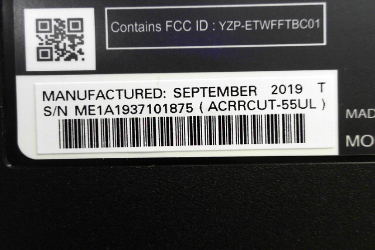 Contains FCC ID : YZP-ETWFFTBC01
MANUFACTURED: SEPTEMBER 2019 T
S/N ME1A1937101875 ( ACRRCUT-55UL )
MAD
MO